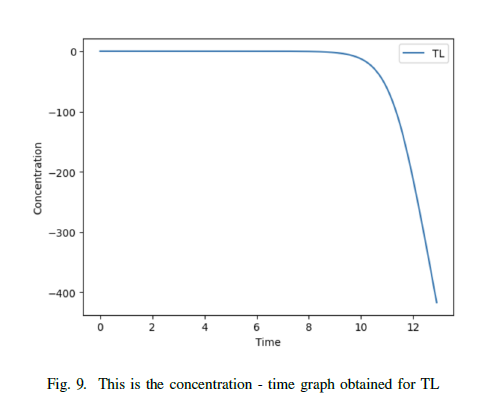 TL
0
−100
−200
−300
−400
Concentration
0 2 4 6 8 10 12
Time
Fig. 9. This is the concentration - time graph obtained for TL